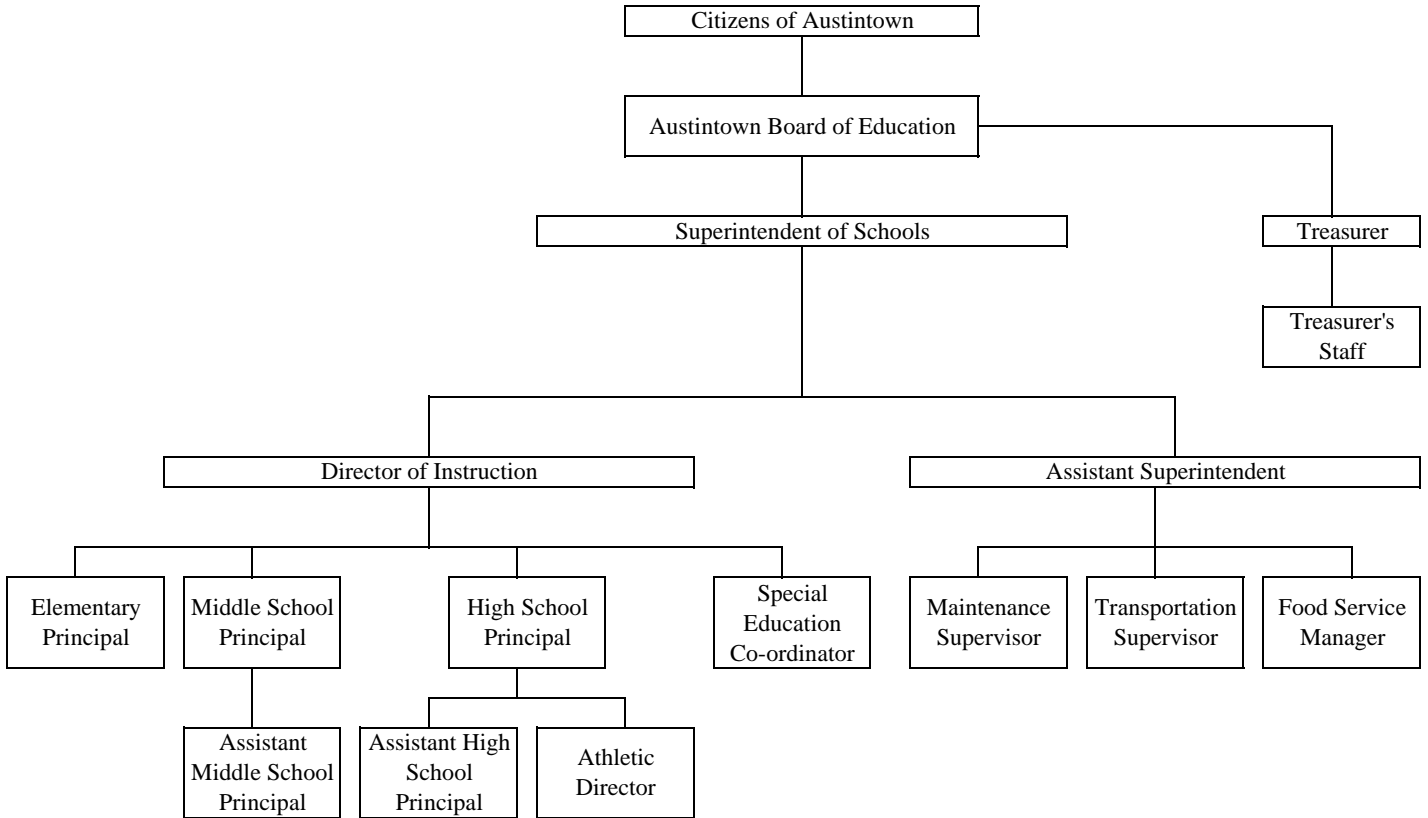 Citizens of Austintown
Austintown Board of Education
Superintendent of Schools
Treasurer
Treasurer's
Staff
Director of Instruction
Assistant Superintendent
Elementary
Principal
Middle School
Principal
High School
Principal
Special
Education
Co-ordinator
Maintenance
Supervisor
Transportation
Supervisor
Food Service
Manager
Assistant
Middle School
Principal
Assistant High
School
Principal
Athletic
Director